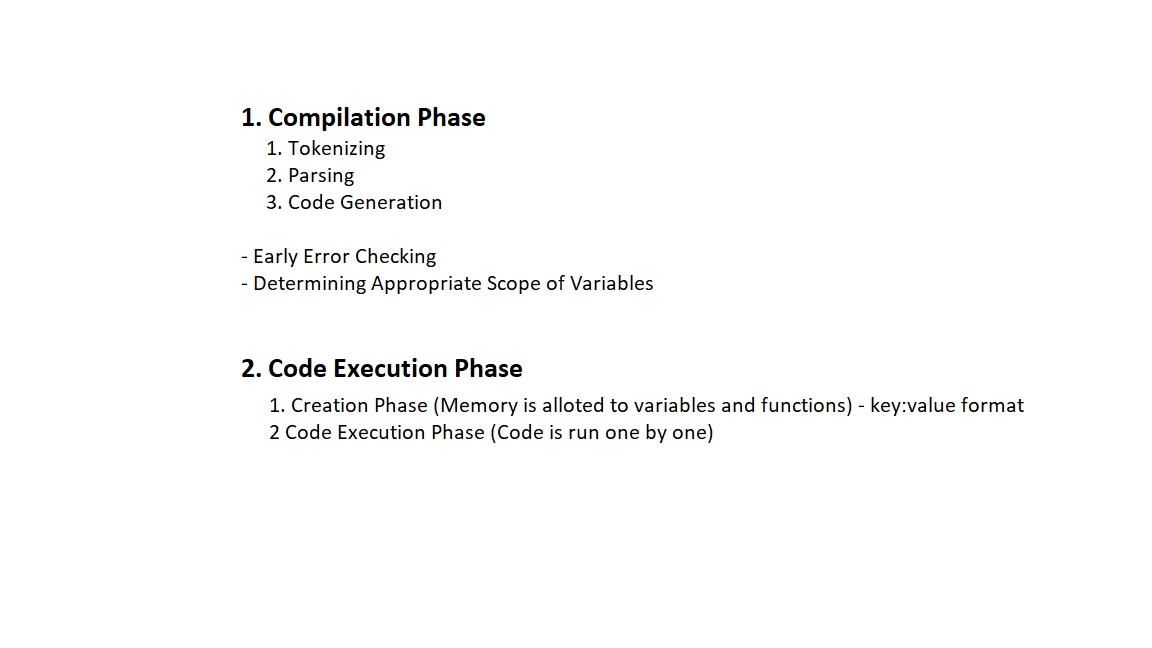 1. Compilation Phase
1. Tokenizing
2. Parsing
3. Code Generation
- Early Error Checking
- Determining Appropriate Scope of Variables
2. Code Execution Phase
1. Creation Phase (Memory is alloted to variables and functions) - key:value format
2 Code Execution Phase (Code is run one by one)